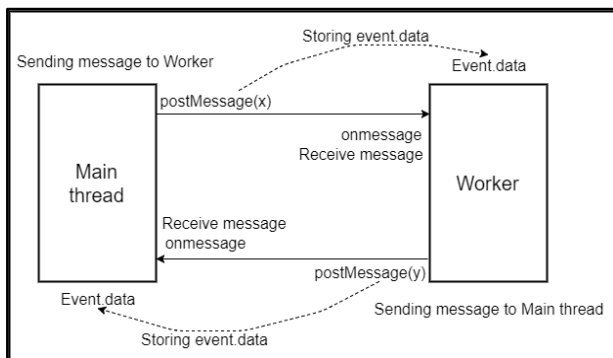 Storing event.data
Sending message to Worker
Event.data
postMessage(x)
onmessage
Receive message
Main
thread
Worker
Receive message
onmessage
postMessage(y)
Event.data
Sending message to Main thread
Storing event.data